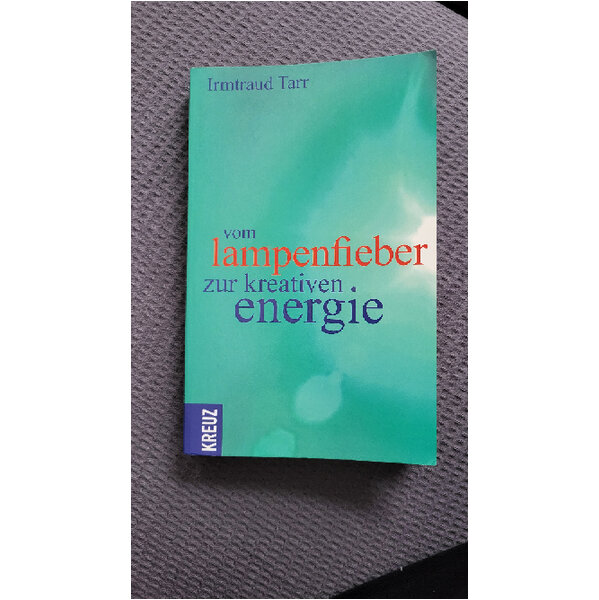 Irmtraud Tarr
vom
lampenfieber
zur kreativen
energie
KREUZ